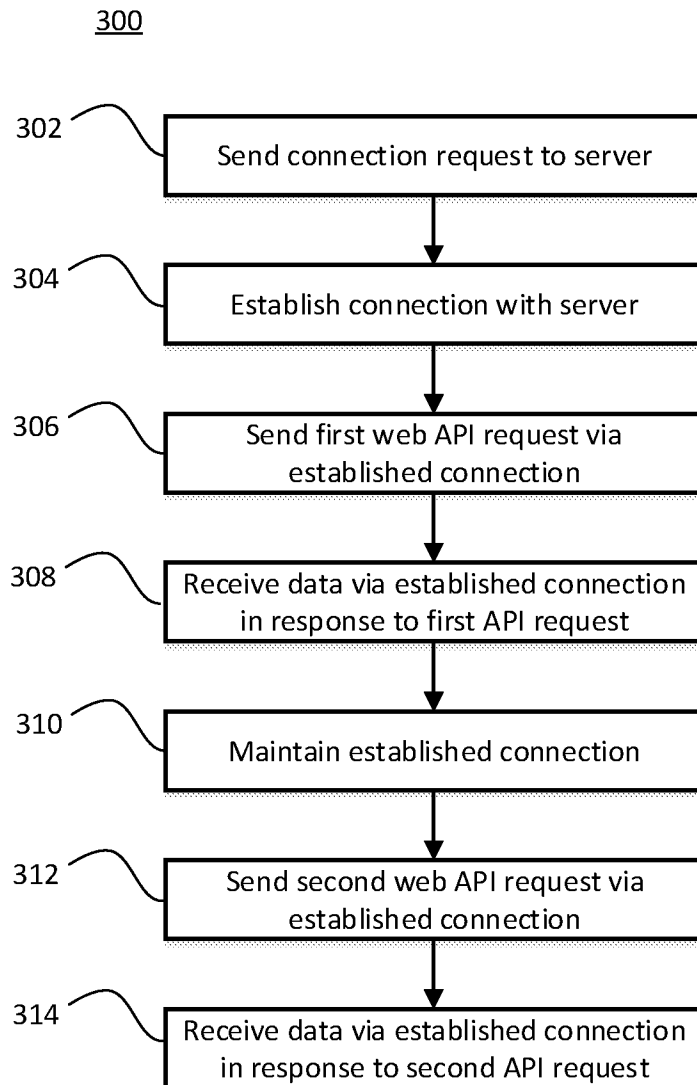 300
302
Send connection request to server
304
Establish connection with server
306
Send first web API request via
established connection
308
Receive data via established connection
in response to first API request
310
Maintain established connection
312
Send second web API request via
established connection
314
Receive data via established connection
in response to second API request